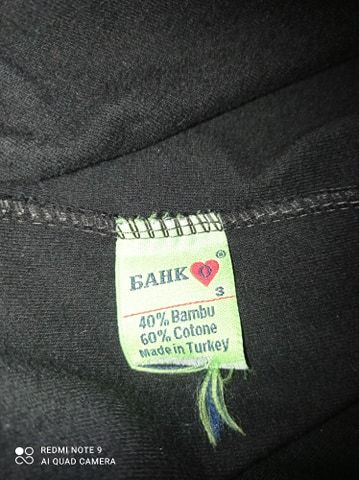 БАНК ®
3
40% Bambu
60% Cotone
Made in Turkey
REDMI NOTE 9
AI QUAD CAMERA